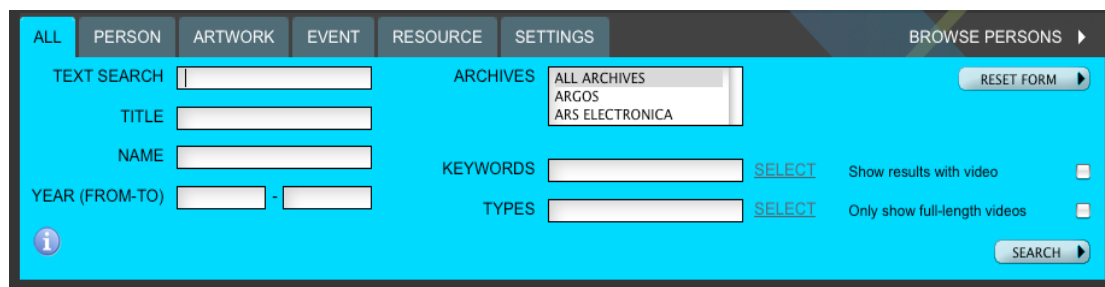 ALL PERSON ARTWORK EVENT RESOURCE SETTINGS BROWSE PERSONS
TEXT SEARCH
TITLE
NAME
YEAR (FROM-TO) -
ARCHIVES
ALL ARCHIVES
ARGOS
ARS ELECTRONICA
KEYWORDS SELECT
TYPES SELECT
RESET FORM
Show results with video
Only show full-length videos
SEARCH